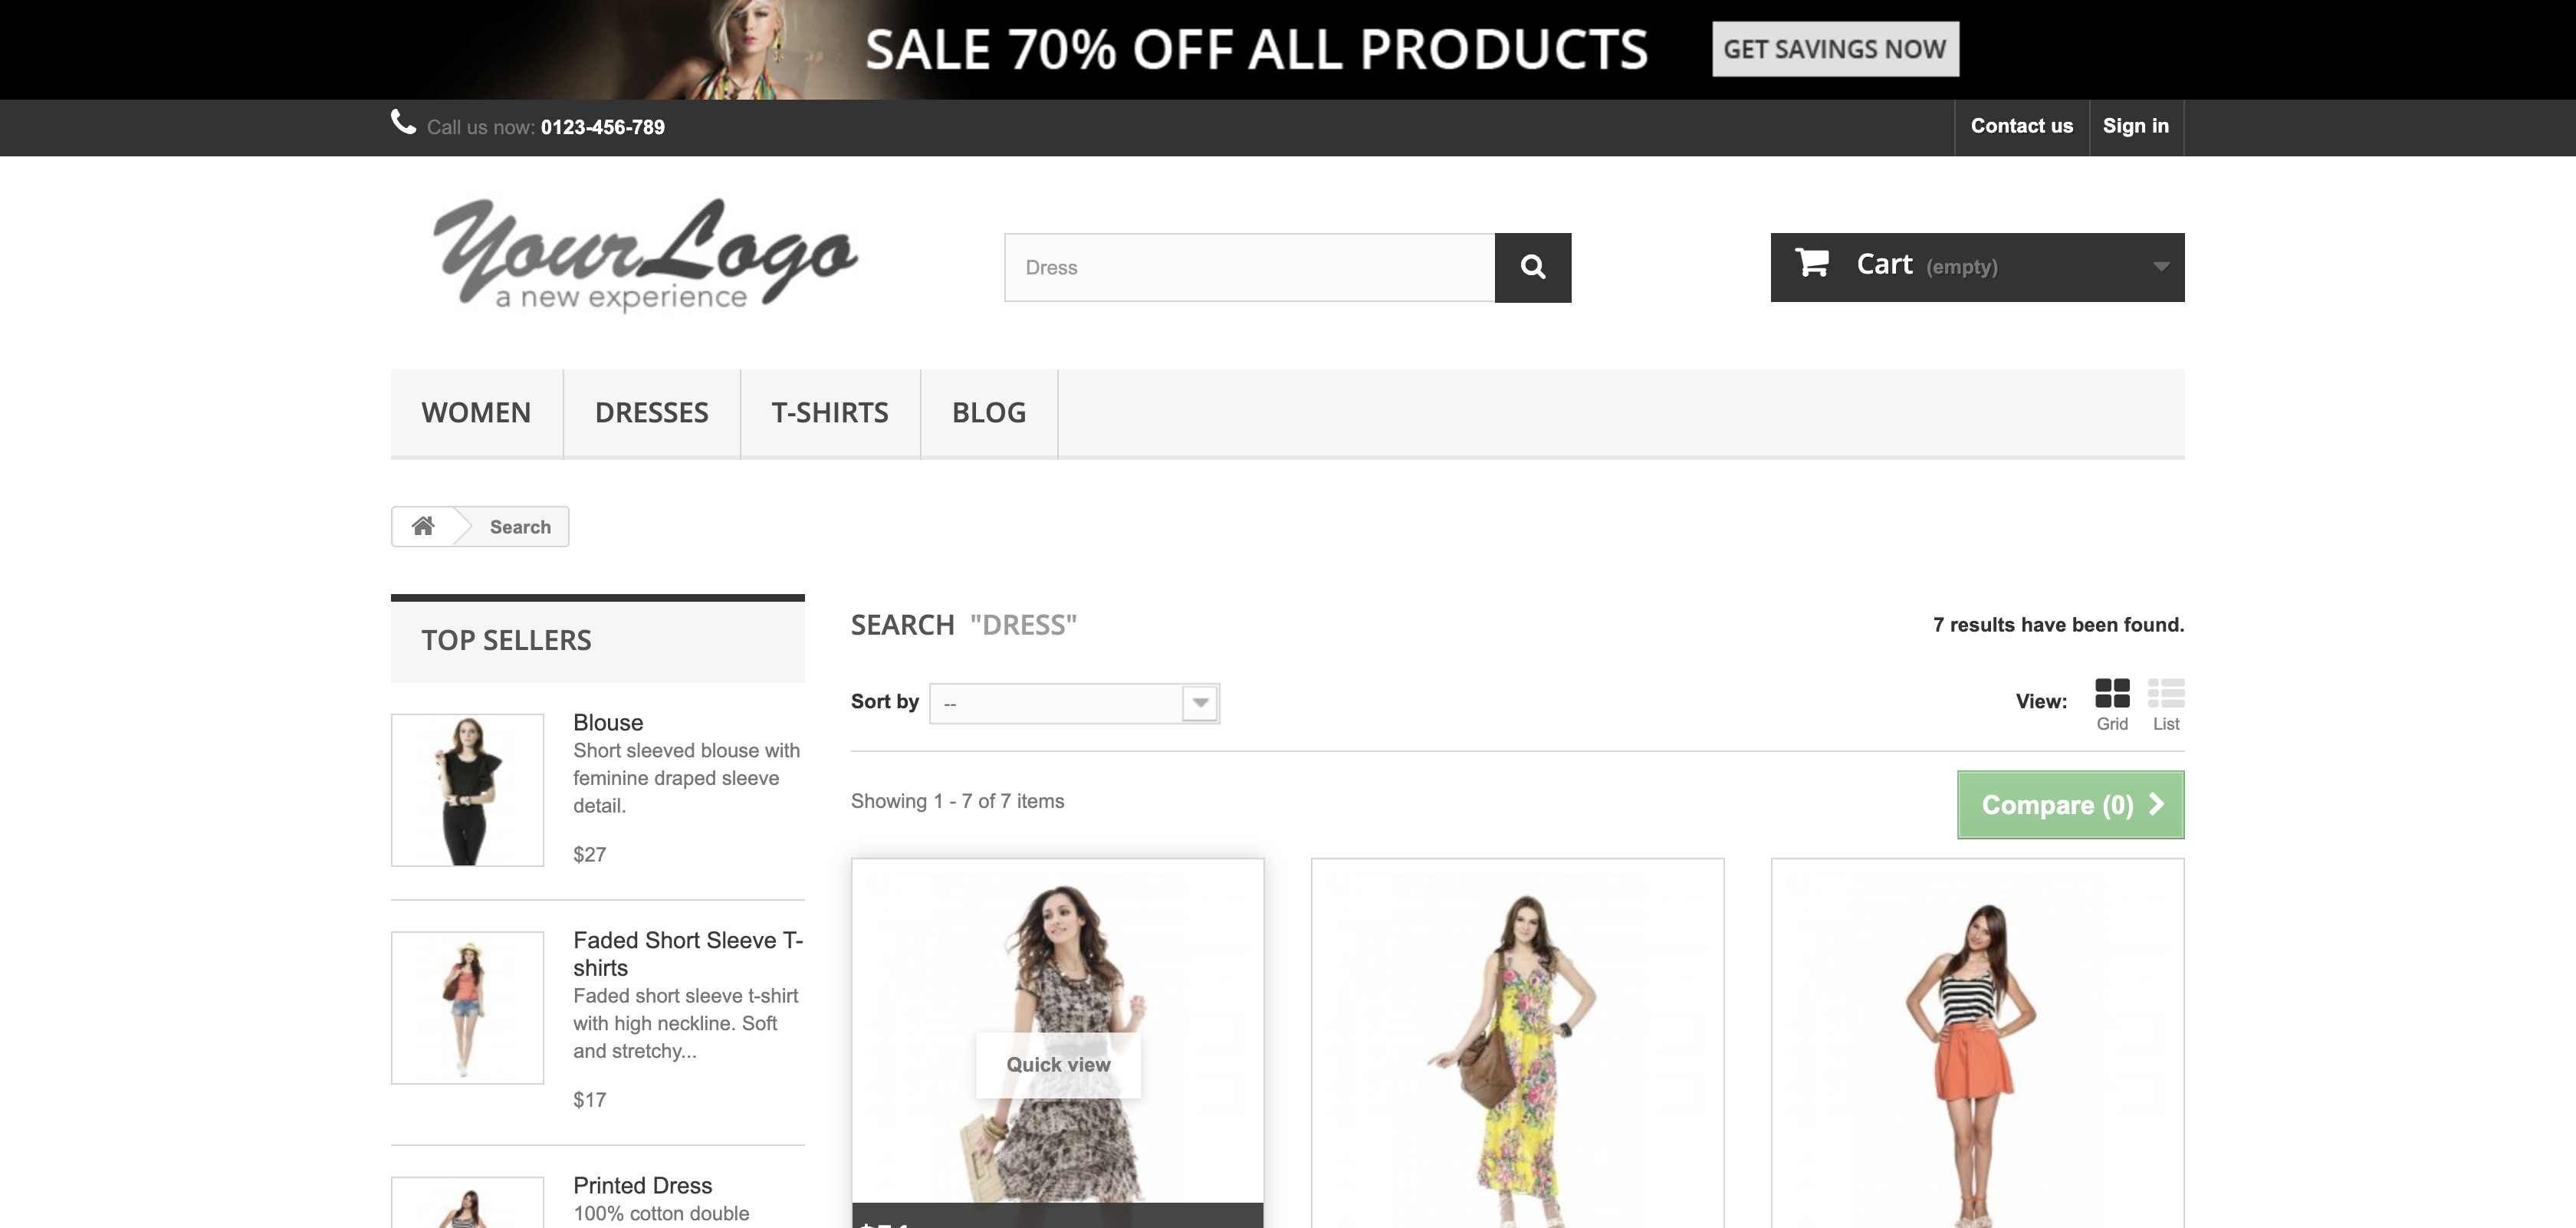 SALE 70% OFF ALL PRODUCTS
GET SAVINGS NOW
Call us now: 0123-456-789
Contact us
Sign in
YourLogo
a new experience
Dress
Cart (empty)
WOMEN
DRESSES
T-SHIRTS
BLOG
Search
TOP SELLERS
Blouse
Short sleeved blouse with
feminine draped sleeve
detail.
$27
Faded Short Sleeve T-
shirts
Faded short sleeve t-shirt
with high neckline. Soft
and stretchy...
$17
Printed Dress
100% cotton double
SEARCH "DRESS"
7 results have been found.
Sort by
--
View:
Grid
List
Showing 1 - 7 of 7 items
Compare (0)
Quick view